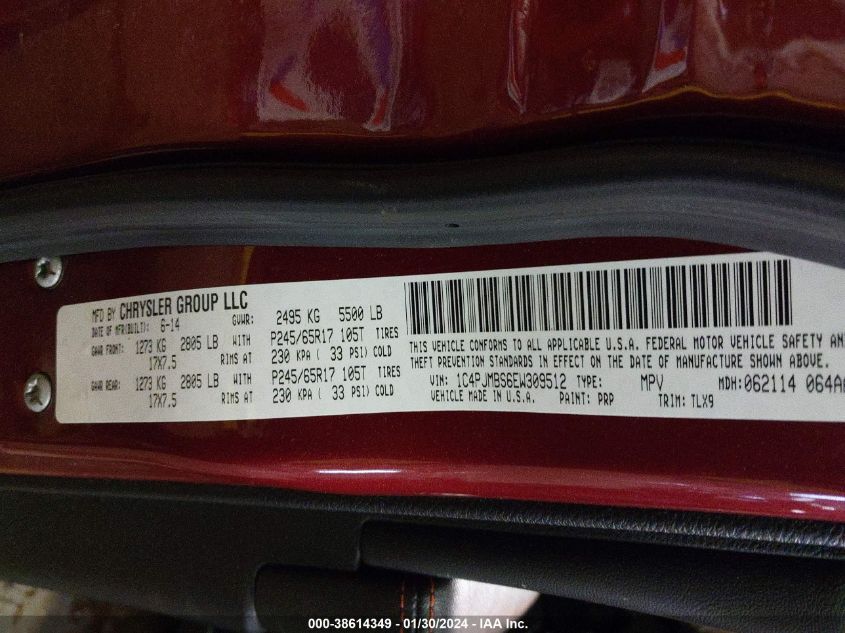 MFD BY CHRYSLER GROUP LLC
DATE OF MFR(BUILT): 6-14 GVWR: 2495 KG 5500 LB
GAWR FRONT: 1273 KG 2805 LB WITH P245/65R17 105T TIRES
17X7.5 RIMS AT 230 KPA ( 33 PSI) COLD
GAWR REAR: 1273 KG 2805 LB WITH P245/65R17 105T TIRES
17X7.5 RIMS AT 230 KPA ( 33 PSI) COLD
THIS VEHICLE CONFORMS TO ALL APPLICABLE U.S.A. FEDERAL MOTOR VEHICLE SAFETY AN
THEFT PREVENTION STANDARDS IN EFFECT ON THE DATE OF MANUFACTURE SHOWN ABOVE.
VIN: 1C4PJMBS6EW309512 TYPE: MPV MDH: 062114 064A
VEHICLE MADE IN U.S.A. PAINT: PRP TRIM: TLX9
000-38614349 - 01/30/2024 - IAA Inc.